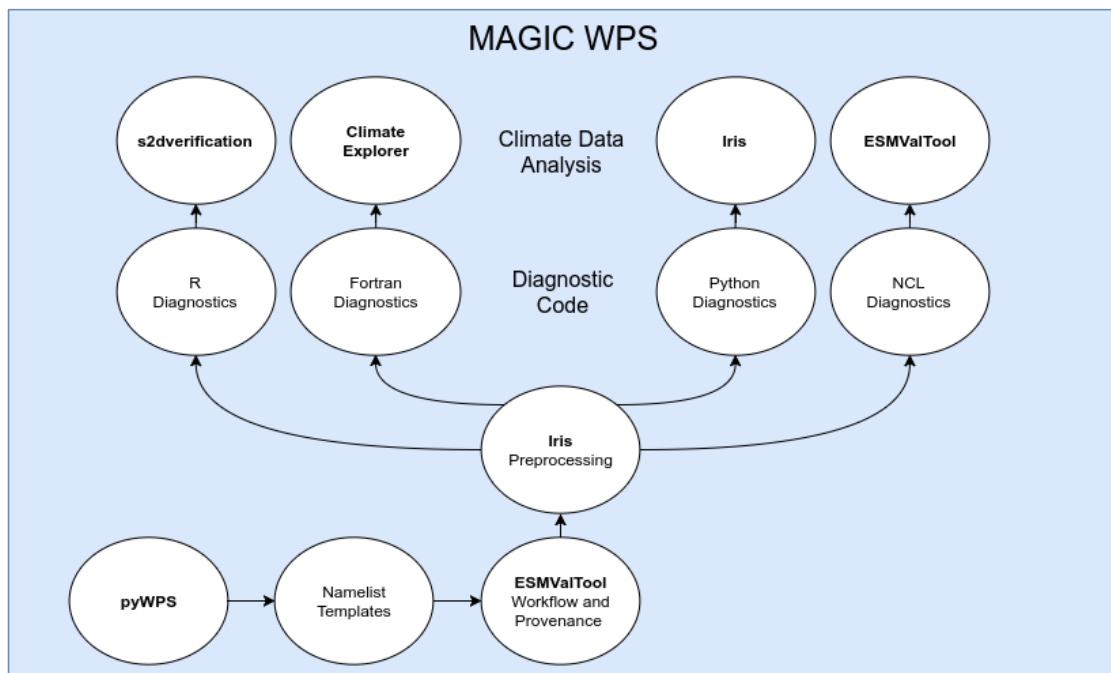 MAGIC WPS
s2dverification
Climate
Explorer
Climate Data
Analysis
Iris
ESMValTool
R
Diagnostics
Fortran
Diagnostics
Diagnostic
Code
Python
Diagnostics
NCL
Diagnostics
Iris
Preprocessing
pyWPS
Namelist
Templates
ESMValTool
Workflow and
Provenance